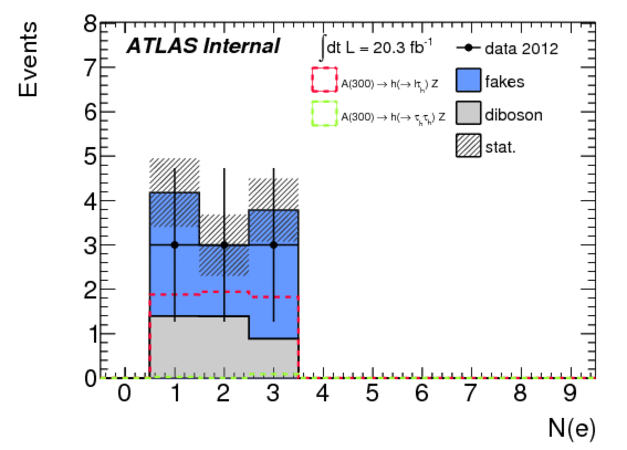 Events
8
7
6
5
4
3
2
1
0
ATLAS Internal
∫dt L = 20.3 fb⁻¹
A(300) → h(→ lτₕ) Z
A(300) → h(→ τₕτₕ) Z
data 2012
fakes
diboson
stat.
0 1 2 3 4 5 6 7 8 9
N(e)